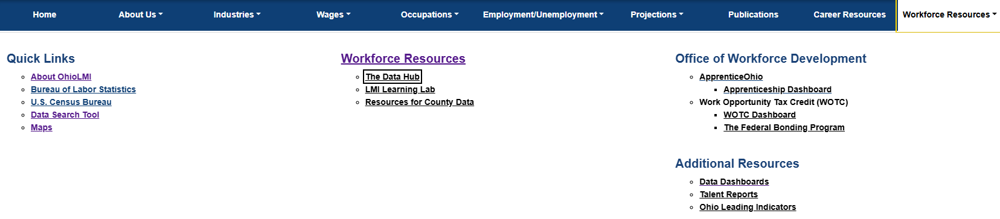 Home About Us Industries Wages Occupations Employment/Unemployment Projections Publications Career Resources Workforce Resources
Quick Links
About OhioLMI
Bureau of Labor Statistics
U.S. Census Bureau
Data Search Tool
Maps
Workforce Resources
The Data Hub
LMI Learning Lab
Resources for County Data
Office of Workforce Development
ApprenticeOhio
Apprenticeship Dashboard
Work Opportunity Tax Credit (WOTC)
WOTC Dashboard
The Federal Bonding Program
Additional Resources
Data Dashboards
Talent Reports
Ohio Leading Indicators